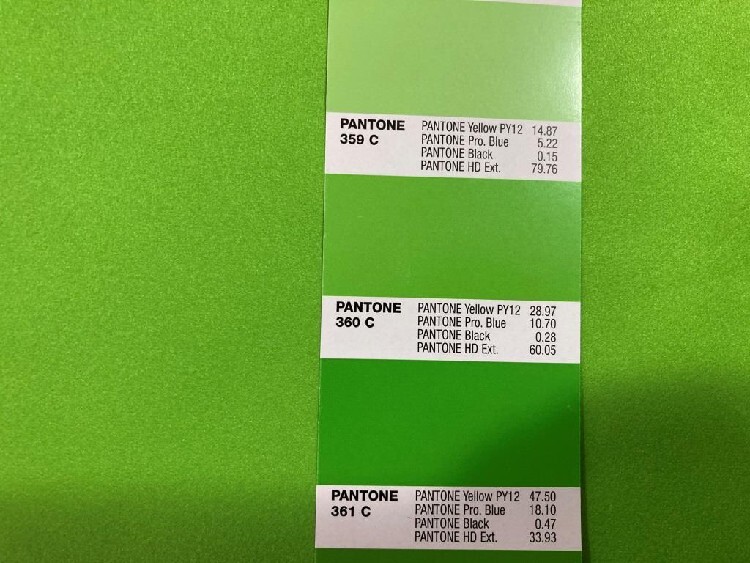 PANTONE 359 C
PANTONE Yellow PY12 14.87
PANTONE Pro. Blue 5.22
PANTONE Black 0.15
PANTONE HD Ext. 79.76
PANTONE 360 C
PANTONE Yellow PY12 28.97
PANTONE Pro. Blue 10.70
PANTONE Black 0.28
PANTONE HD Ext. 60.05
PANTONE 361 C
PANTONE Yellow PY12 47.50
PANTONE Pro. Blue 18.10
PANTONE Black 0.47
PANTONE HD Ext. 33.93